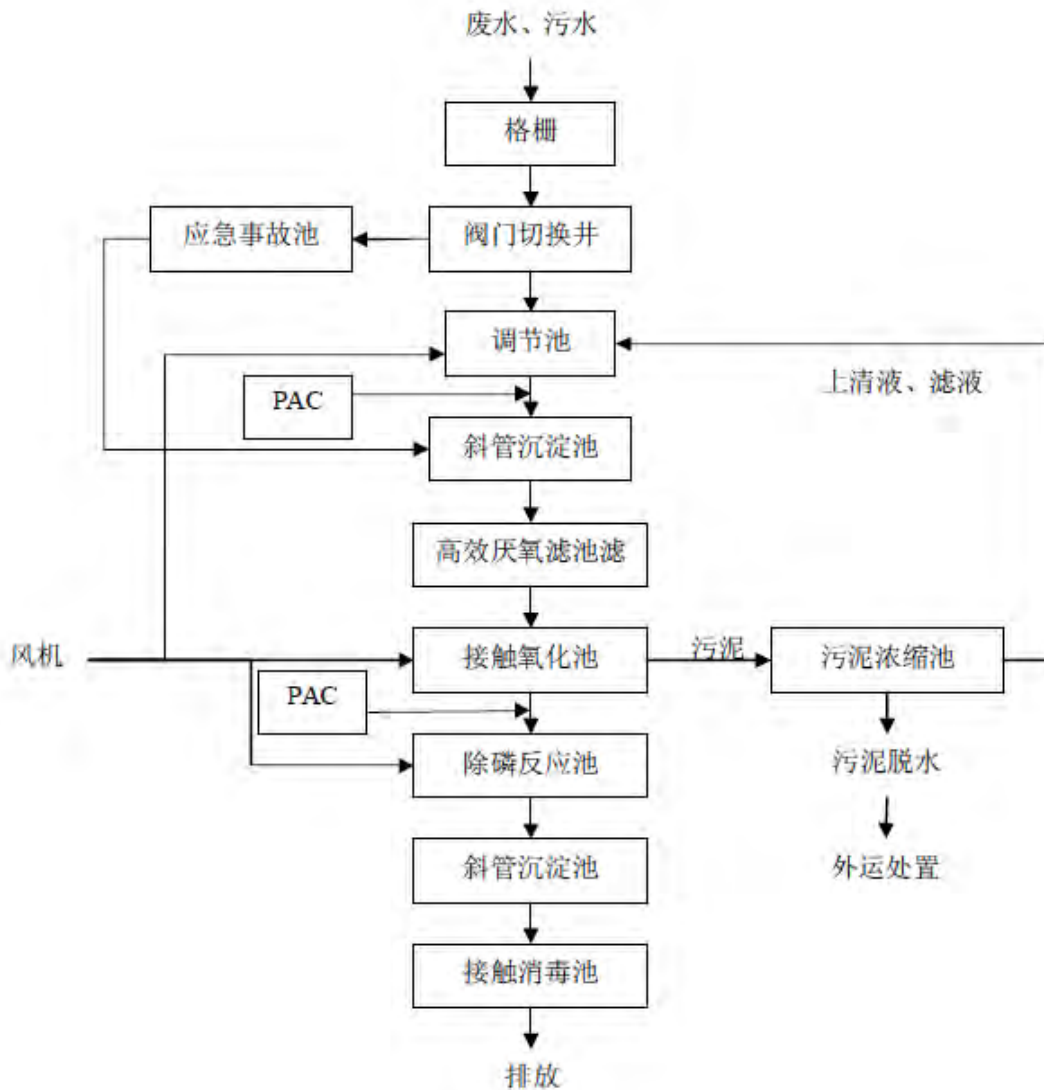 废水、污水
格栅
应急事故池
阀门切换井
调节池
上清液、滤液
PAC
斜管沉淀池
高效厌氧滤池滤
风机
接触氧化池
污泥
污泥浓缩池
PAC
除磷反应池
污泥脱水
斜管沉淀池
外运处置
接触消毒池
排放